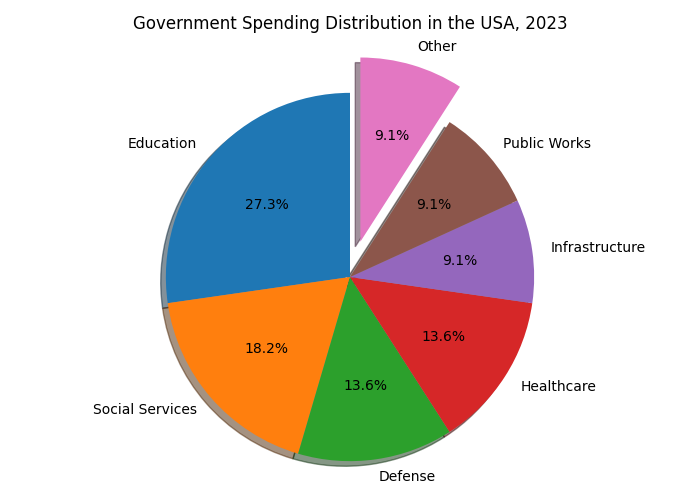 Government Spending Distribution in the USA, 2023
Other
9.1%
Education
27.3%
Public Works
9.1%
Infrastructure
9.1%
Social Services
18.2%
Healthcare
13.6%
Defense
13.6%